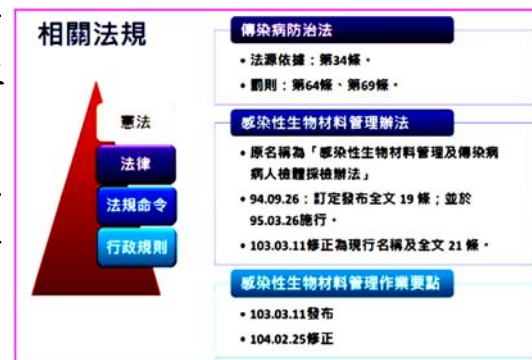 相關法規
憲法
法律
法規命令
行政規則
傳染病防治法
• 法源依據：第34條。
• 罰則：第64條、第69條。
感染性生物材料管理辦法
• 原名稱為「感染性生物材料管理及傳染病
病人檢體採檢辦法」
• 94.09.26：訂定發布全文 19 條；並於
95.03.26施行。
• 103.03.11修正為現行名稱及全文 21 條。
感染性生物材料管理作業要點
• 103.03.11發布
• 104.02.25修正